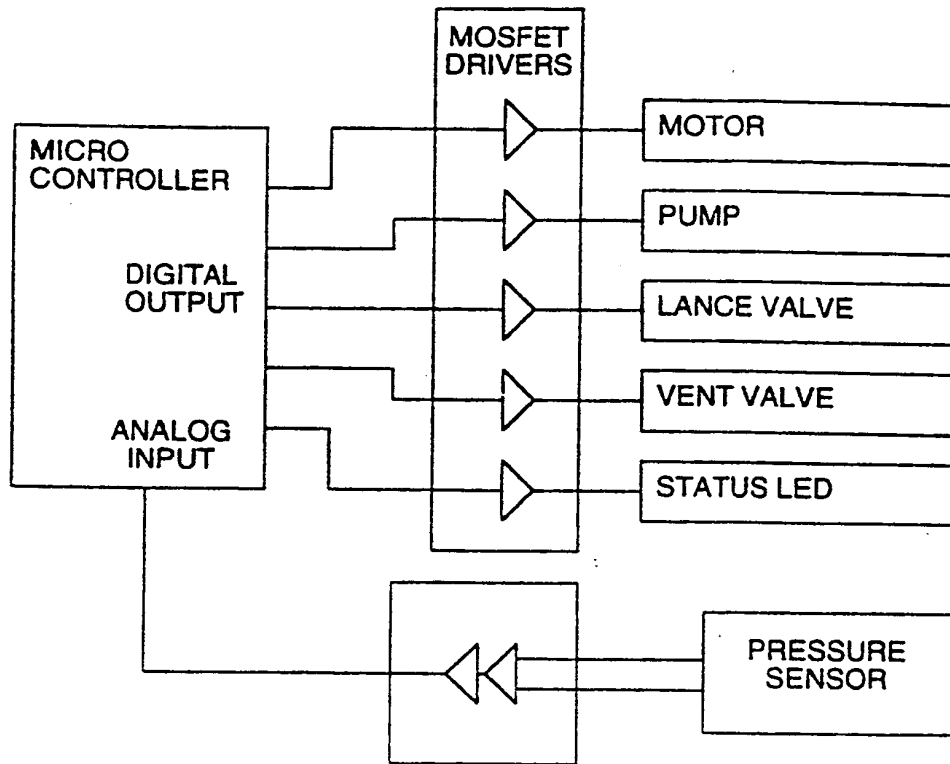 MOSFET
DRIVERS
MOTOR
MICRO
CONTROLLER
PUMP
DIGITAL
OUTPUT
LANCE VALVE
VENT VALVE
ANALOG
INPUT
STATUS LED
PRESSURE
SENSOR